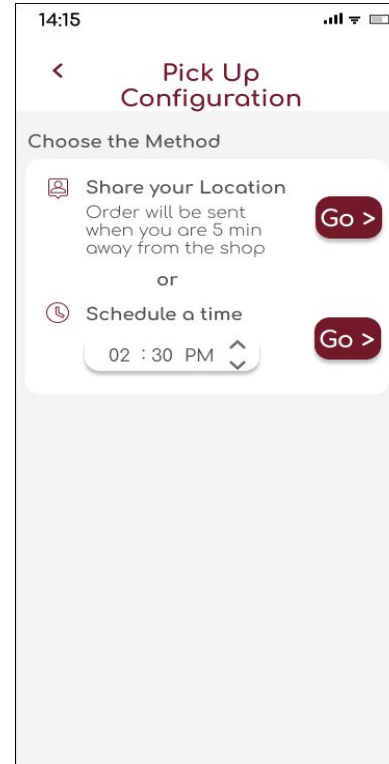 14:15
<
Pick Up
Configuration
Choose the Method
Share your Location
Order will be sent
when you are 5 min
away from the shop
Go >
or
Schedule a time
02 : 30 PM
Go >